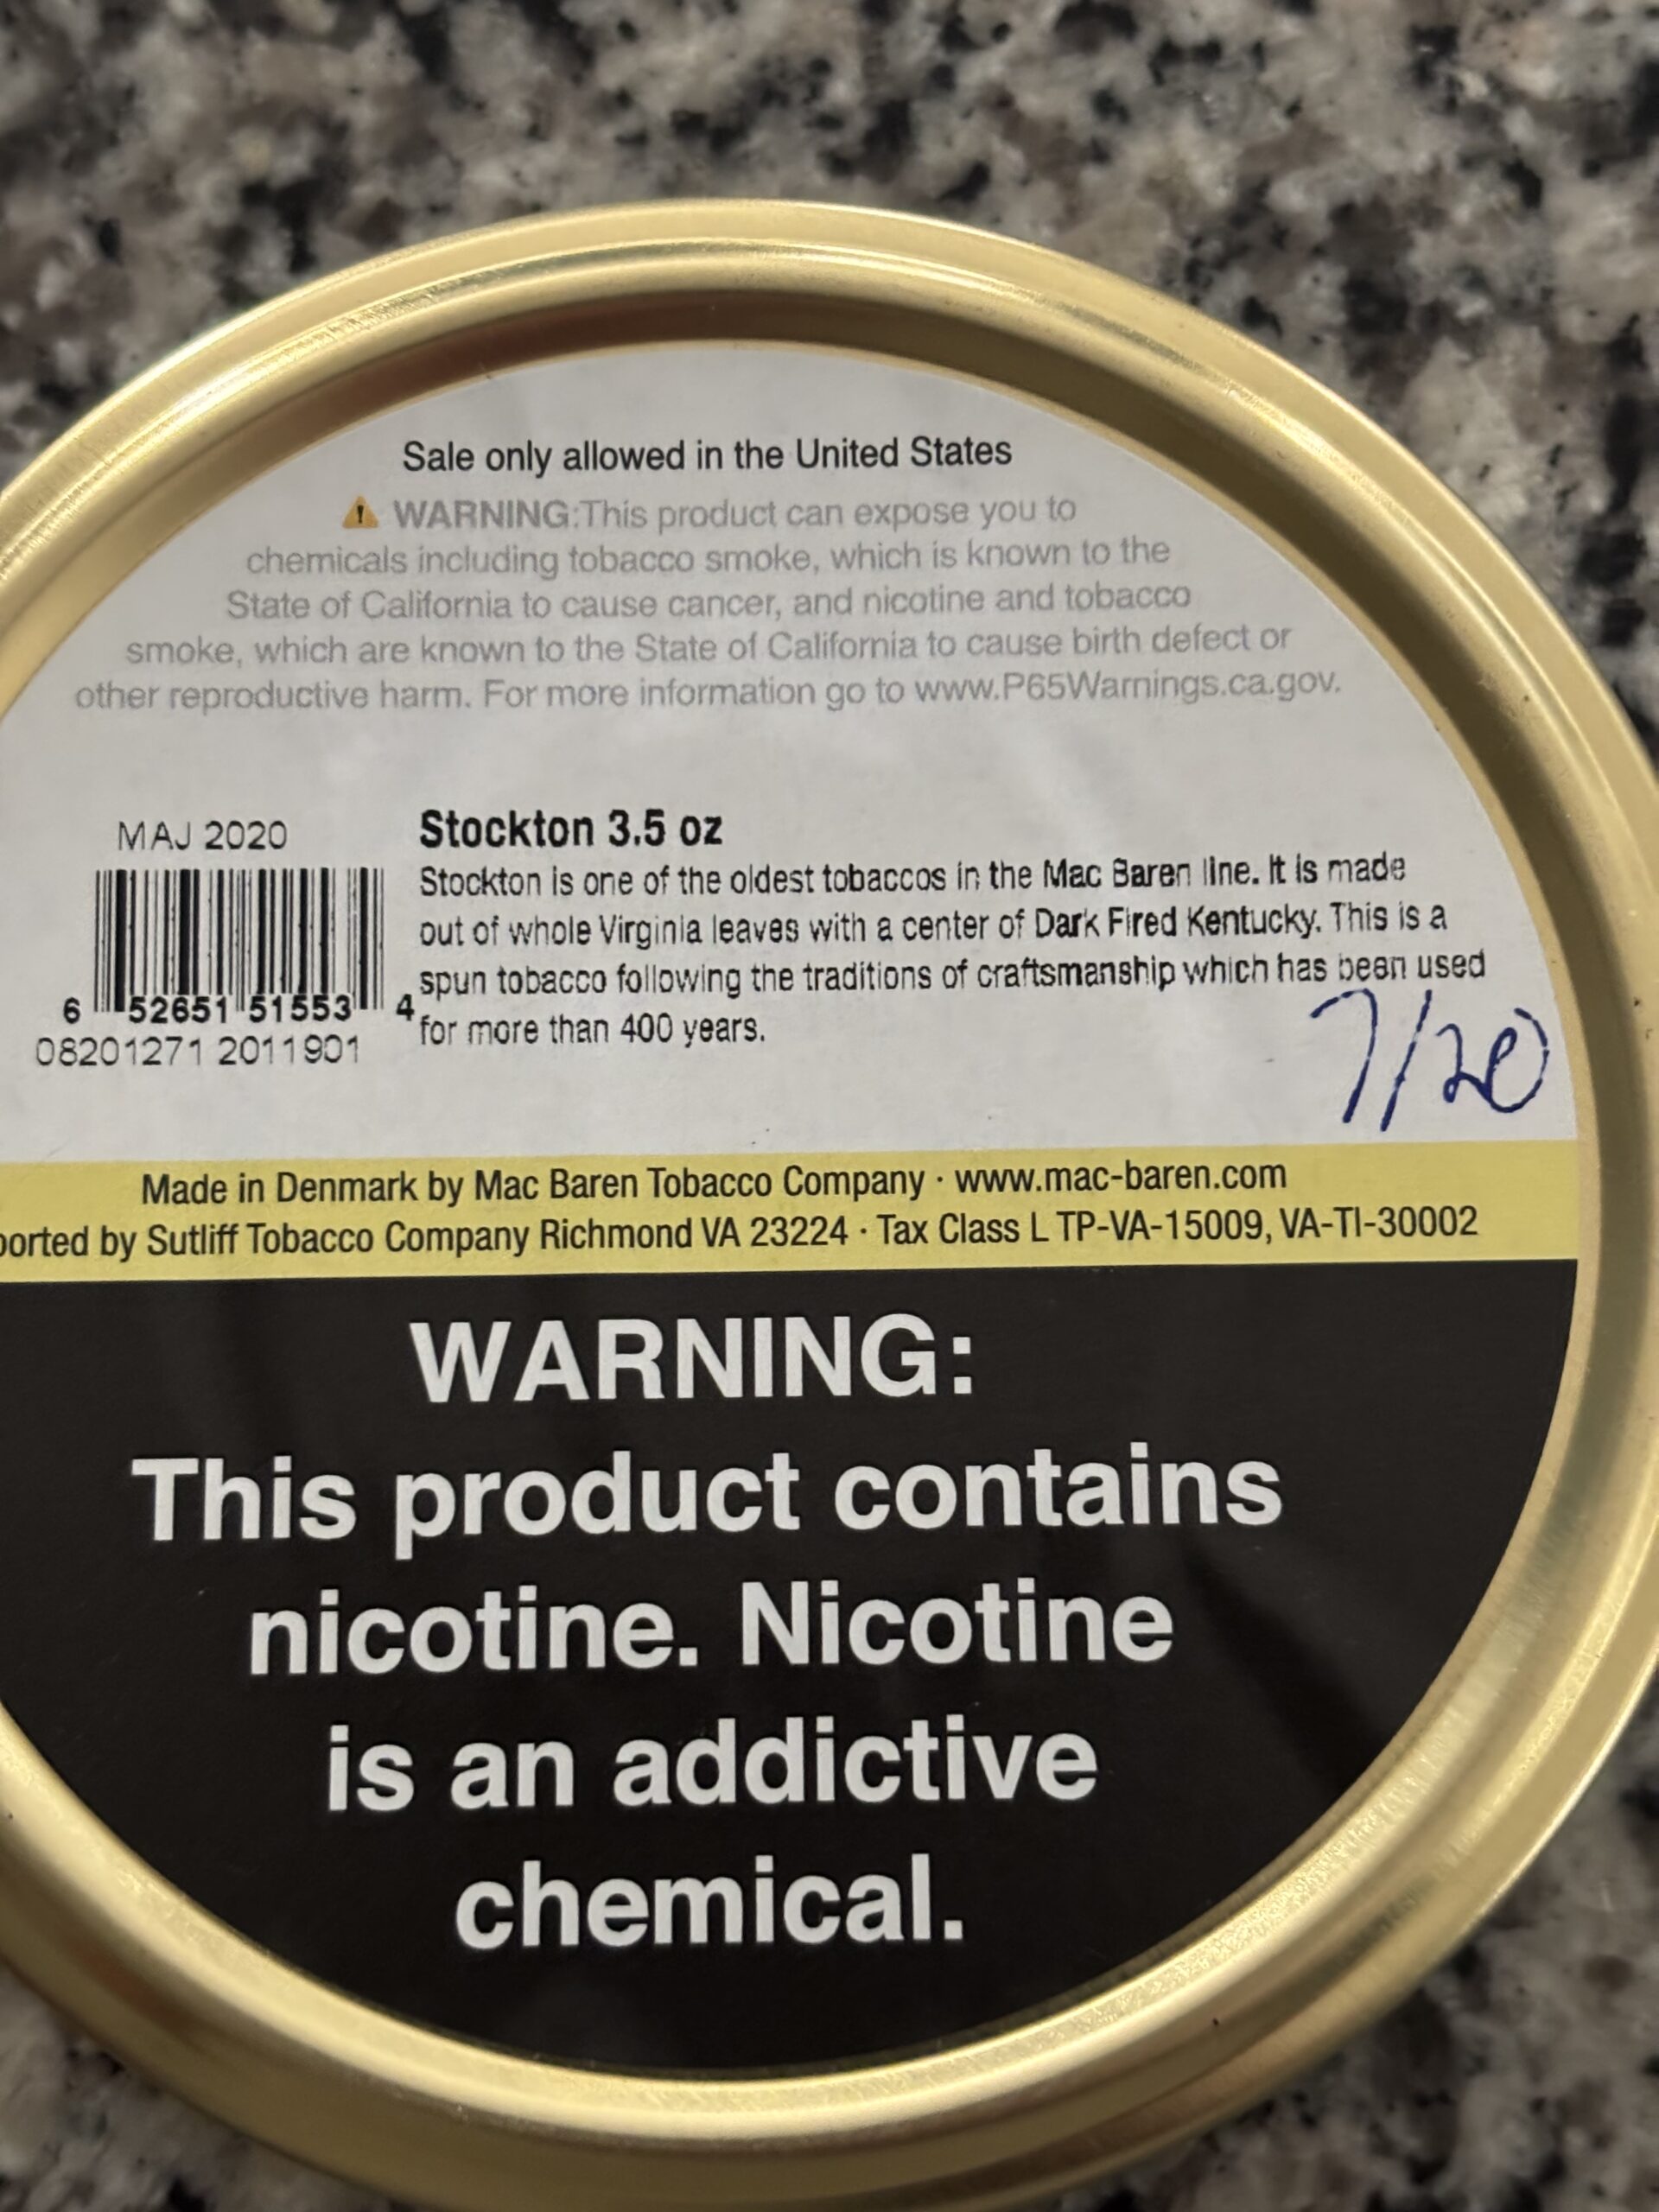 Sale only allowed in the United States
⚠ WARNING:This product can expose you to
chemicals including tobacco smoke, which is known to the
State of California to cause cancer, and nicotine and tobacco
smoke, which are known to the State of California to cause birth defect or
other reproductive harm. For more information go to www.P65Warnings.ca.gov.
MAJ 2020
6 52651 51553 4
08201271 2011901
Stockton 3.5 oz
Stockton is one of the oldest tobaccos in the Mac Baren line. It is made
out of whole Virginia leaves with a center of Dark Fired Kentucky. This is a
spun tobacco following the traditions of craftsmanship which has been used
for more than 400 years.
7/20
Made in Denmark by Mac Baren Tobacco Company · www.mac-baren.com
ported by Sutliff Tobacco Company Richmond VA 23224 · Tax Class L TP-VA-15009, VA-TI-30002
WARNING:
This product contains
nicotine. Nicotine
is an addictive
chemical.